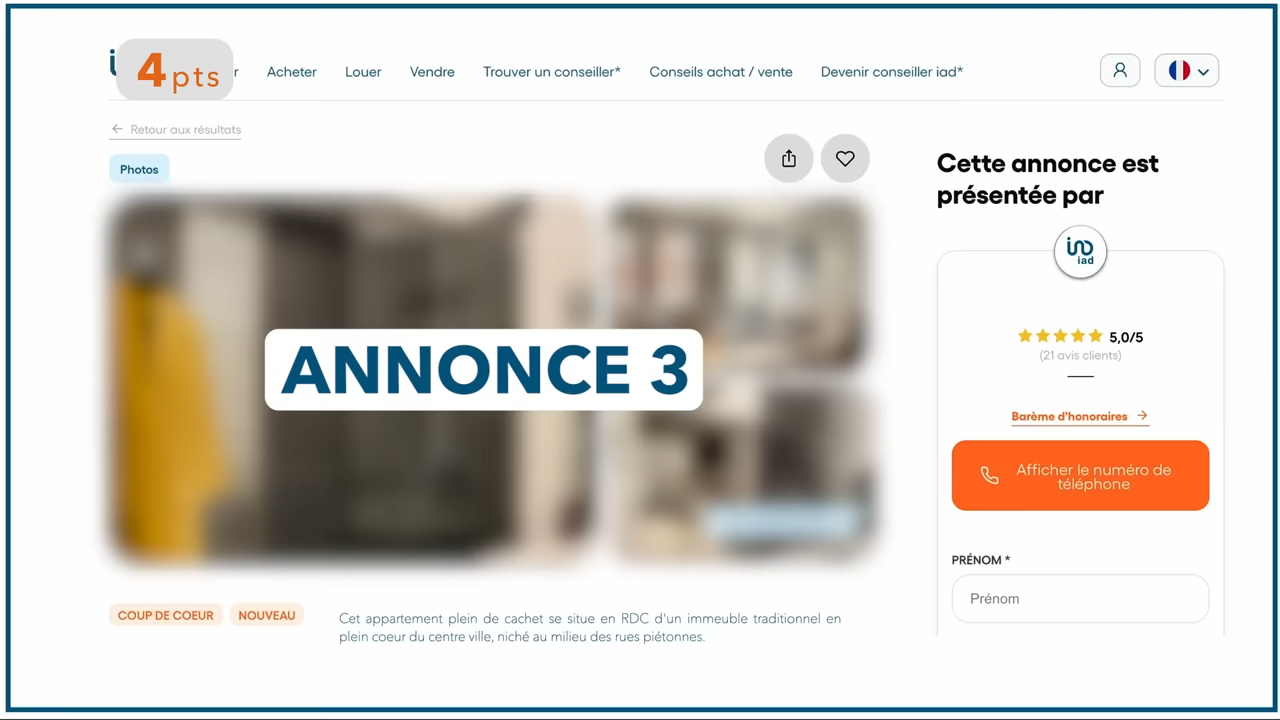 4 pts
r
Acheter
Louer
Vendre
Trouver un conseiller*
Conseils achat / vente
Devenir conseiller iad*
← Retour aux résultats
Photos
Cette annonce est
présentée par
iad
ANNONCE 3
5,0/5
(21 avis clients)
Barème d'honoraires →
Afficher le numéro de
téléphone
PRÉNOM *
Prénom
COUP DE COEUR
NOUVEAU
Cet appartement plein de cachet se situe en RDC d'un immeuble traditionnel en
plein coeur du centre ville, niché au milieu des rues piétonnes.